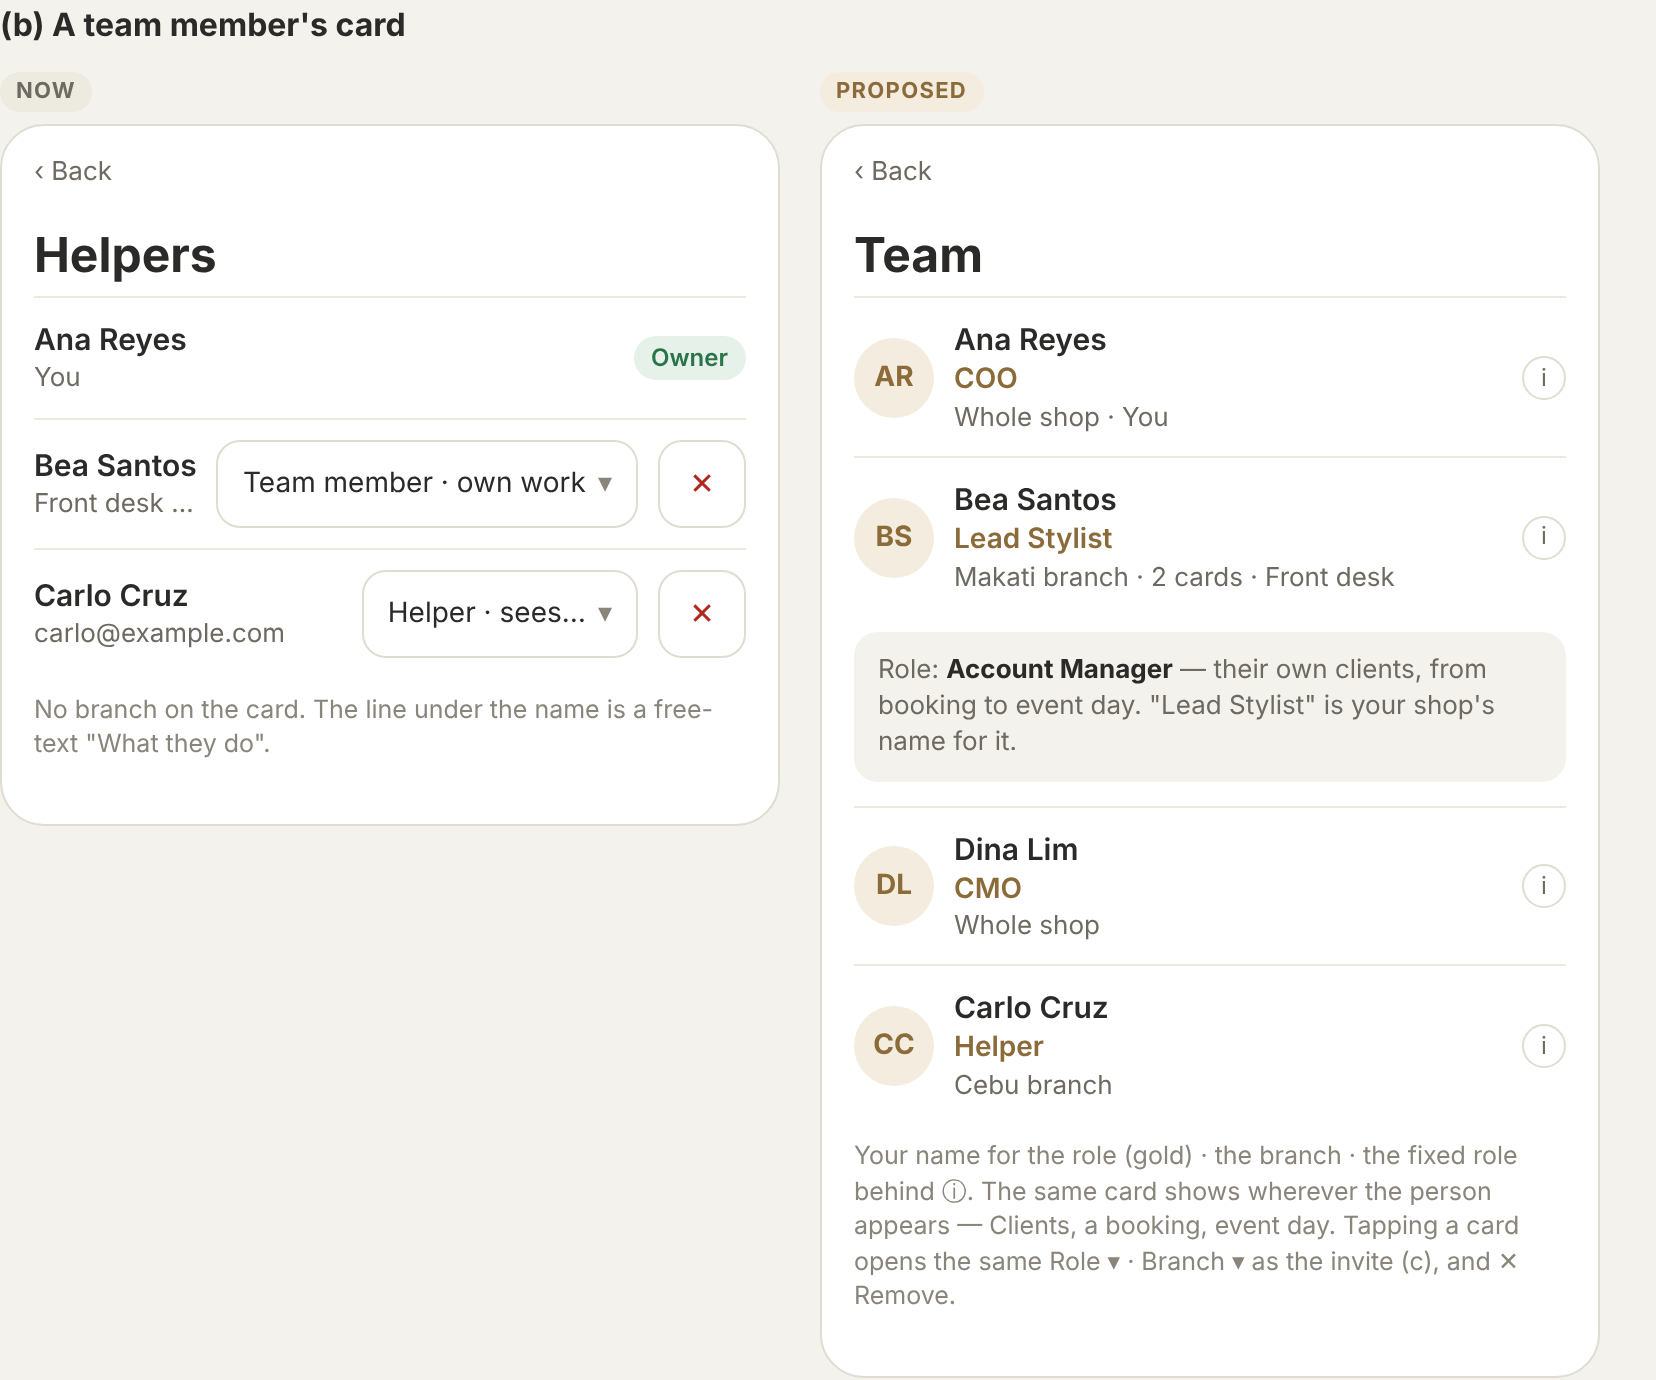 (b) A team member's card
NOW
‹ Back
Helpers
Ana Reyes
You
Owner
Bea Santos
Front desk ...
Team member · own work ▾
✕
Carlo Cruz
carlo@example.com
Helper · sees... ▾
✕
No branch on the card. The line under the name is a free-
text "What they do".
PROPOSED
‹ Back
Team
AR
Ana Reyes
COO
Whole shop · You
i
BS
Bea Santos
Lead Stylist
Makati branch · 2 cards · Front desk
i
Role: Account Manager — their own clients, from
booking to event day. "Lead Stylist" is your shop's
name for it.
DL
Dina Lim
CMO
Whole shop
i
CC
Carlo Cruz
Helper
Cebu branch
i
Your name for the role (gold) · the branch · the fixed role
behind ⓘ. The same card shows wherever the person
appears — Clients, a booking, event day. Tapping a card
opens the same Role ▾ · Branch ▾ as the invite (c), and ✕
Remove.